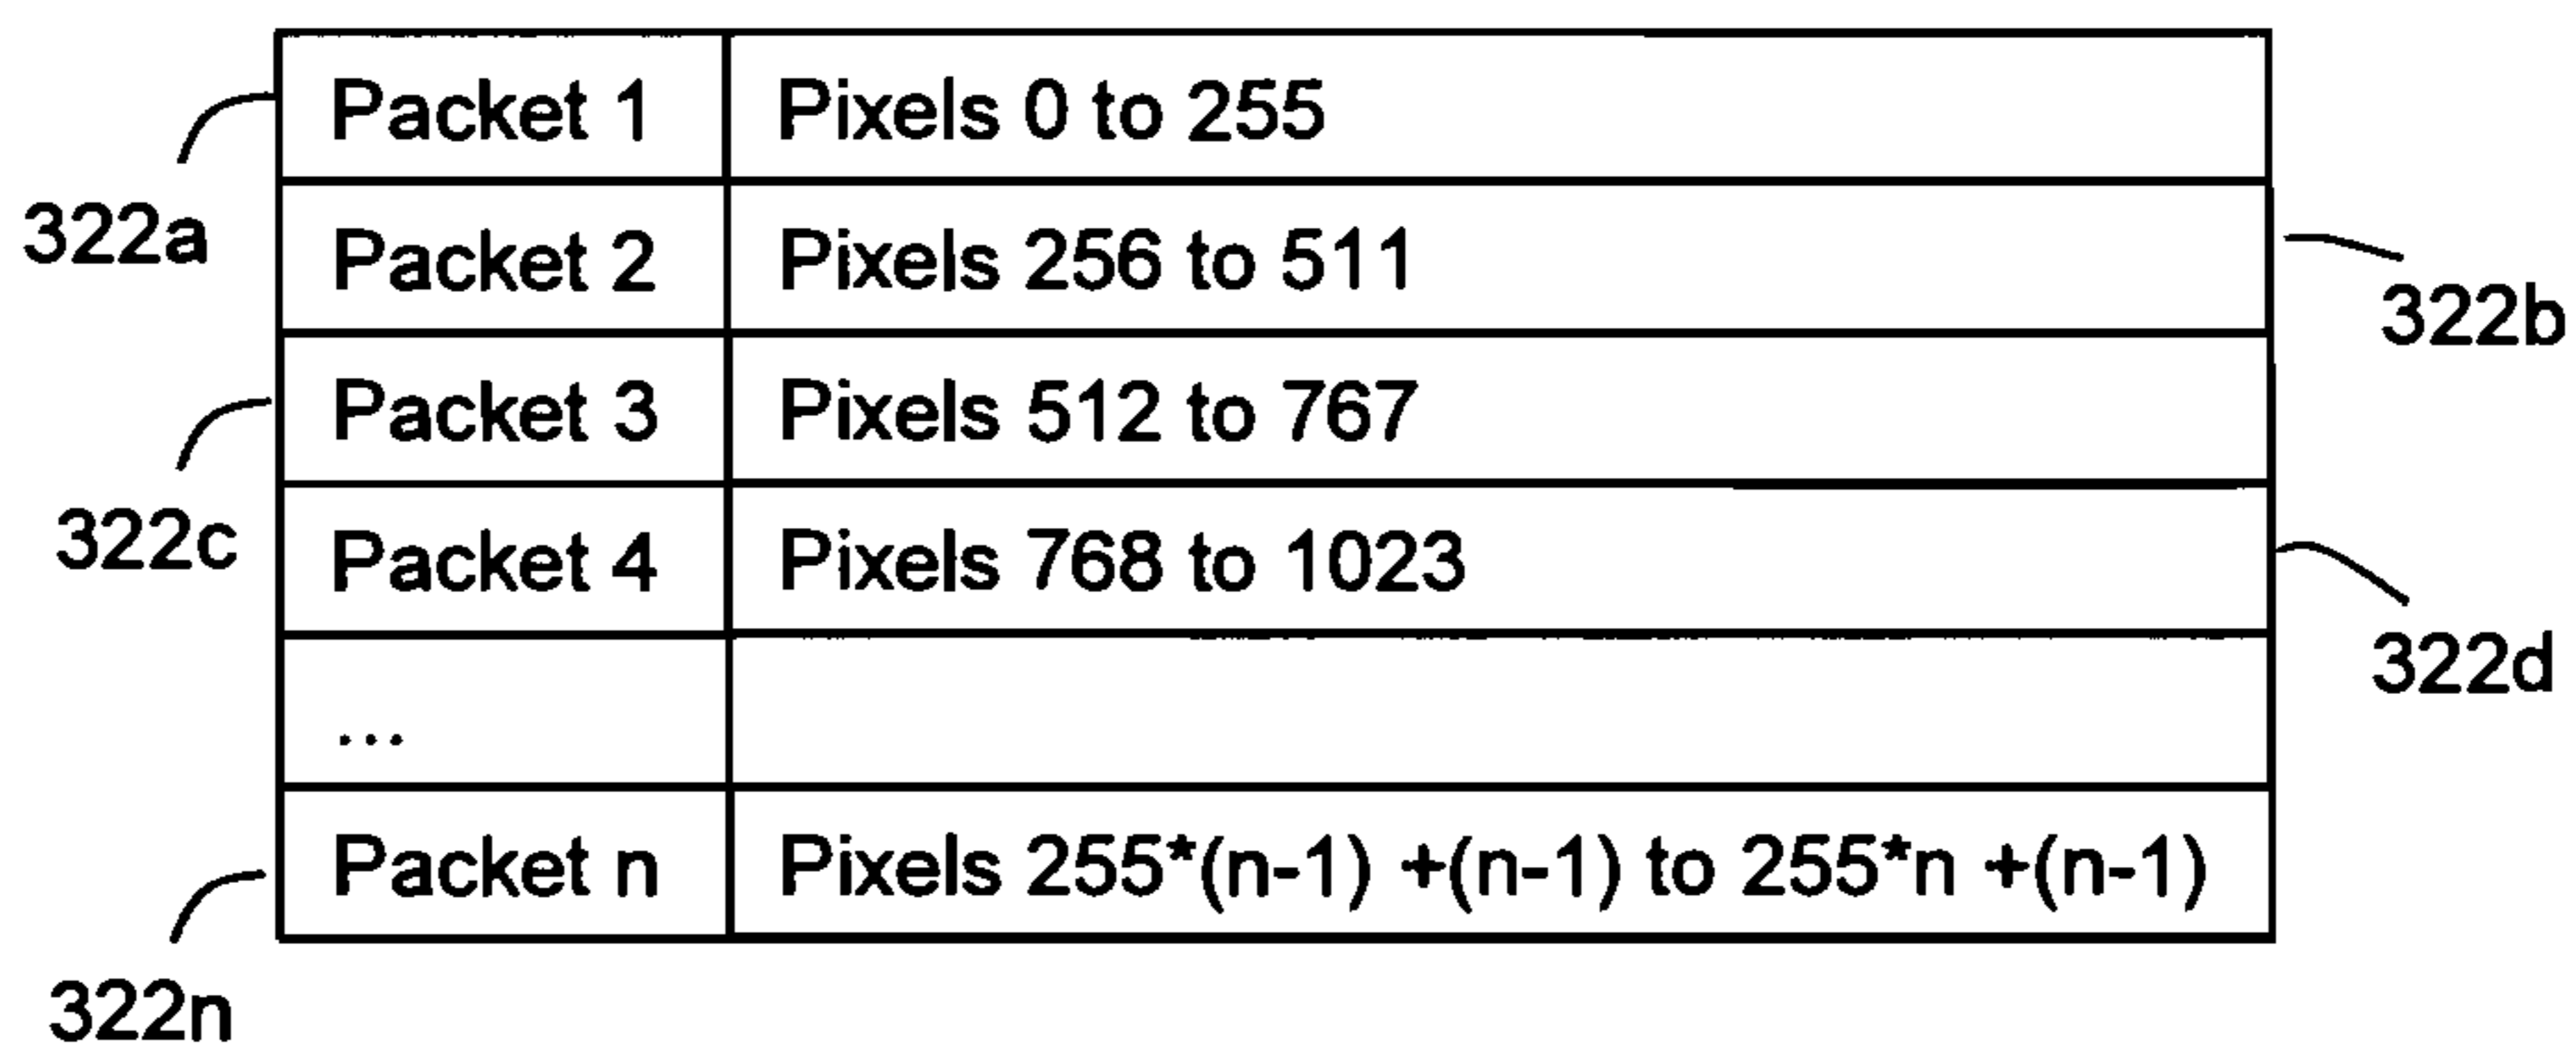 Packet 1 Pixels 0 to 255
322a
Packet 2 Pixels 256 to 511
322b
Packet 3 Pixels 512 to 767
322c
Packet 4 Pixels 768 to 1023
322d
...
Packet n Pixels 255*(n-1) +(n-1) to 255*n +(n-1)
322n